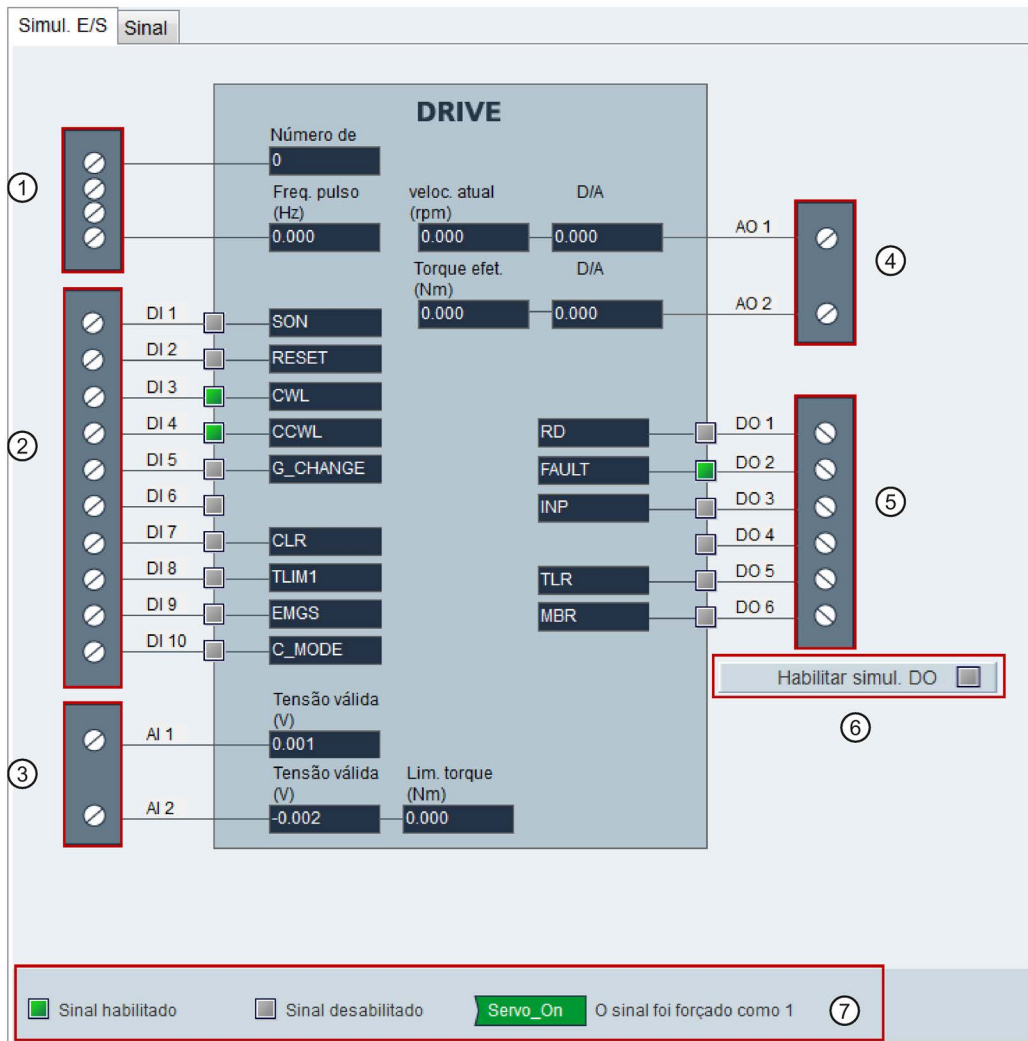 Simul. E/S
Sinal
DRIVE
Número de
0
1
Freq. pulso
(Hz)
veloc. atual
(rpm)
D/A
0.000
0.000
0.000
AO 1
4
Torque efet.
(Nm)
D/A
0.000
0.000
AO 2
2
DI 1
SON
DI 2
RESET
DI 3
CWL
DI 4
CCWL
DI 5
G_CHANGE
DI 6
DI 7
CLR
DI 8
TLIM1
DI 9
EMGS
DI 10
C_MODE
RD
DO 1
FAULT
DO 2
INP
DO 3
5
DO 4
TLR
DO 5
MBR
DO 6
Habilitar simul. DO
6
3
Tensão válida
(V)
AI 1
0.001
Tensão válida
(V)
Lim. torque
(Nm)
AI 2
-0.002
0.000
Sinal habilitado
Sinal desabilitado
Servo_On
O sinal foi forçado como 1
7